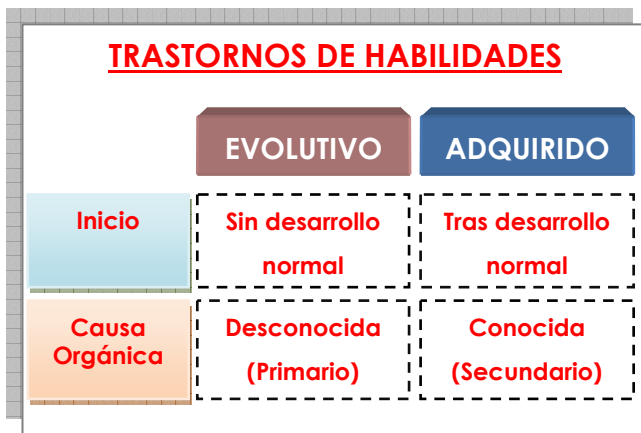 TRASTORNOS DE HABILIDADES
EVOLUTIVO
ADQUIRIDO
Inicio
Sin desarrollo
normal
Tras desarrollo
normal
Causa
Orgánica
Desconocida
(Primario)
Conocida
(Secundario)